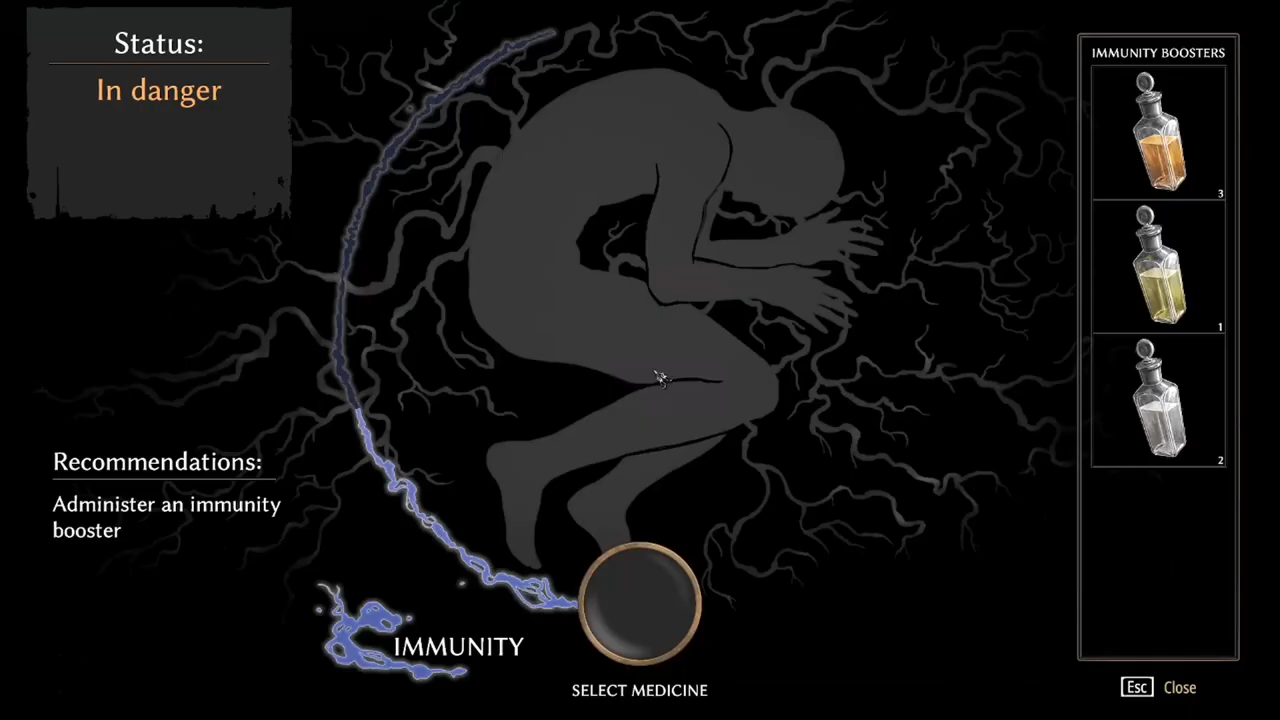 Status:
In danger
IMMUNITY BOOSTERS
3
1
2
Recommendations:
Administer an immunity
booster
IMMUNITY
SELECT MEDICINE
Esc Close